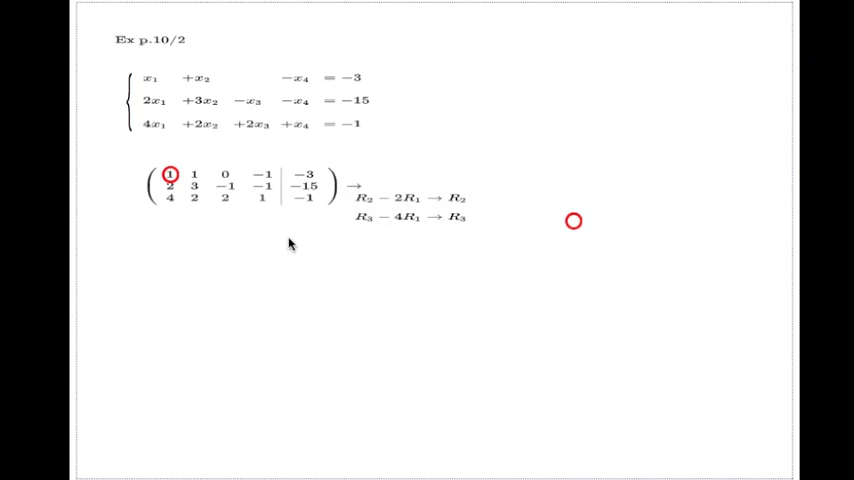 Ex p.10/2
x₁ +x₂ −x₄ = −3
2x₁ +3x₂ −x₃ −x₄ = −15
4x₁ +2x₂ +2x₃ +x₄ = −1
1 1 0 −1 | −3
2 3 −1 −1 | −15 →
4 2 2 1 | −1
R₂ − 2R₁ → R₂
R₃ − 4R₁ → R₃